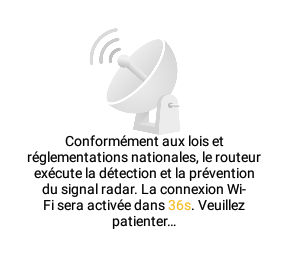 Conformément aux lois et
réglementations nationales, le routeur
exécute la détection et la prévention
du signal radar. La connexion Wi-
Fi sera activée dans 36s. Veuillez
patienter...